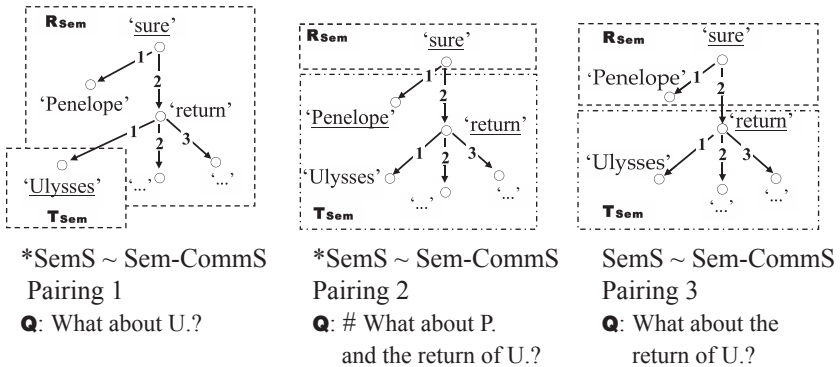 RSem
'sure'
1
2
'Penelope'
'return'
1
2
3
'Ulysses'
'...'
'...'
TSem
*SemS ~ Sem-CommS
Pairing 1
Q: What about U.?
RSem
'sure'
1
2
'Penelope'
'return'
1
2
3
'Ulysses'
'...'
'...'
TSem
*SemS ~ Sem-CommS
Pairing 2
Q: # What about P.
and the return of U.?
RSem
'sure'
'Penelope'
1
2
'return'
1
2
3
'Ulysses'
'...'
'...'
TSem
SemS ~ Sem-CommS
Pairing 3
Q: What about the
return of U.?